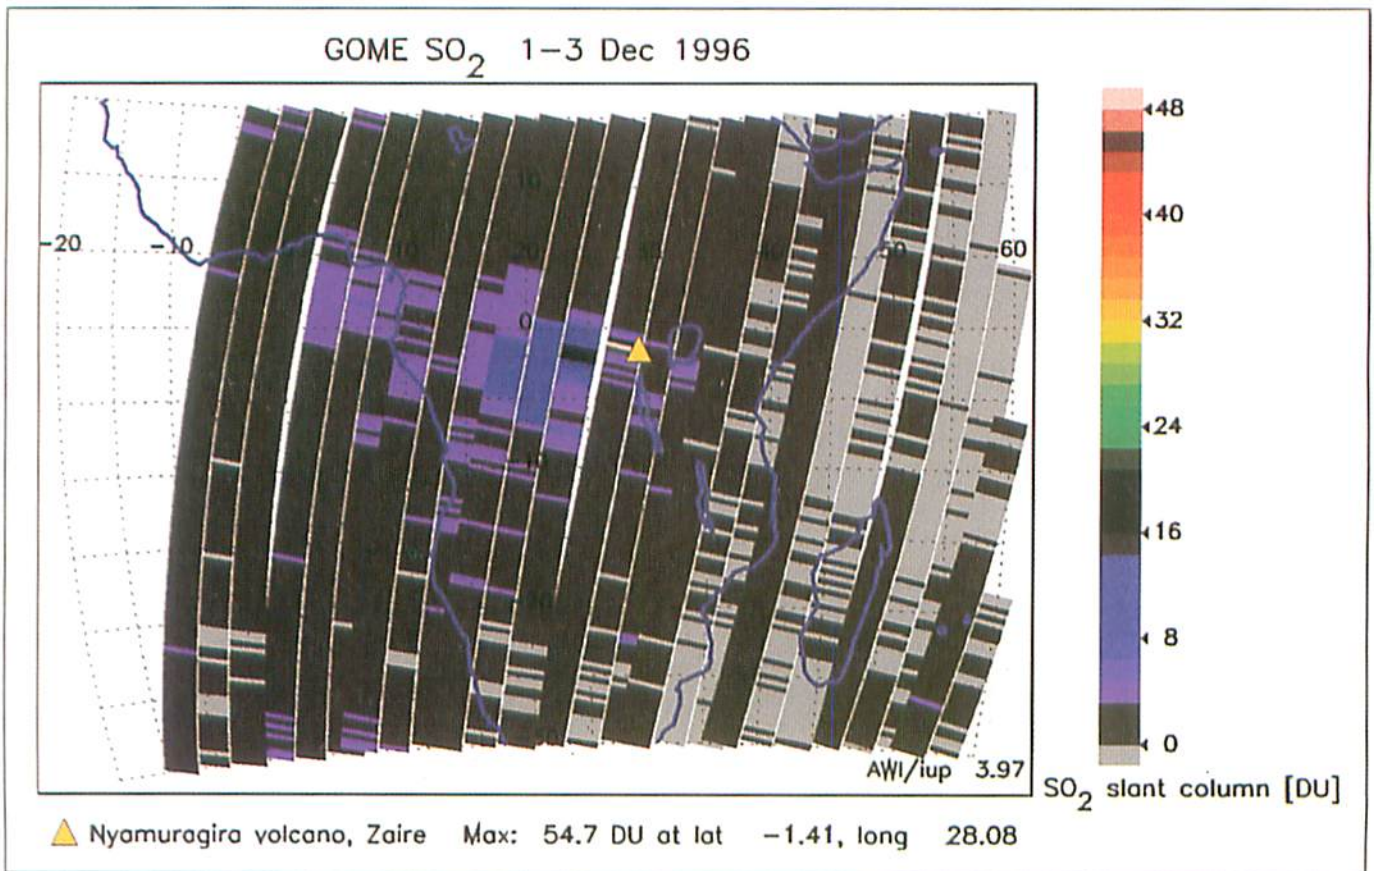 GOME SO2 1-3 Dec 1996
48
40
32
24
16
8
0
10
-20 -10 10 20 30 40 50 60
0
-10
-20
-30
AWI/iup 3.97
SO2 slant column [DU]
Nyamuragira volcano, Zaire Max: 54.7 DU at lat -1.41, long 28.08